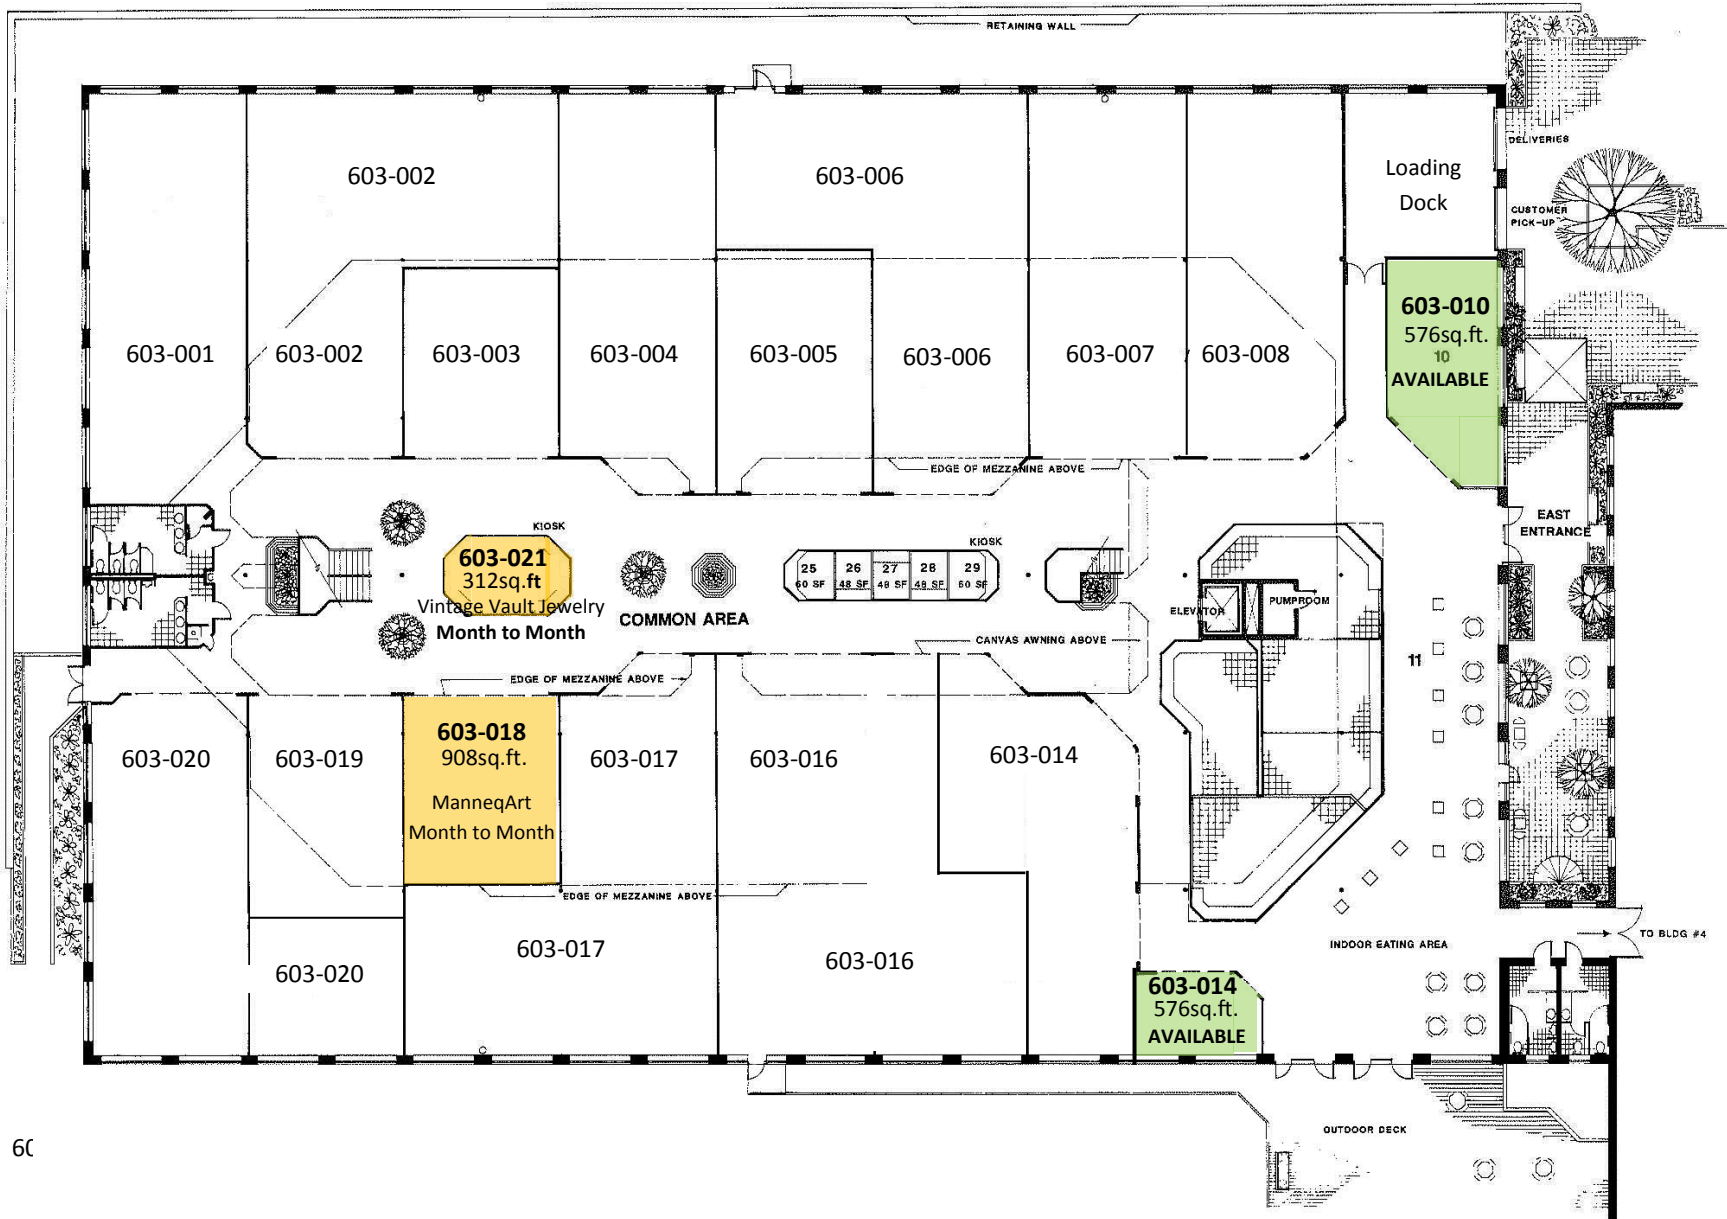 RETAINING WALL
DELIVERIES
603-002
603-006
Loading
Dock
CUSTOMER
PICK-UP
603-001
603-002
603-003
603-004
603-005
603-006
603-007
603-008
603-010
576sq.ft.
10
AVAILABLE
EDGE OF MEZZANINE ABOVE
EAST
ENTRANCE
KIOSK
KIOSK
603-021
312sq.ft
Vintage Vault Jewelry
Month to Month
COMMON AREA
25 26 27 28 29
60 SF 48 SF 48 SF 48 SF 60 SF
ELEVATOR
PUMPROOM
CANVAS AWNING ABOVE
11
EDGE OF MEZZANINE ABOVE
603-020
603-019
603-018
908sq.ft.
ManneqArt
Month to Month
603-017
603-016
603-014
EDGE OF MEZZANINE ABOVE
TO BLDG #4
INDOOR EATING AREA
603-017
603-016
603-020
603-014
576sq.ft.
AVAILABLE
OUTDOOR DECK